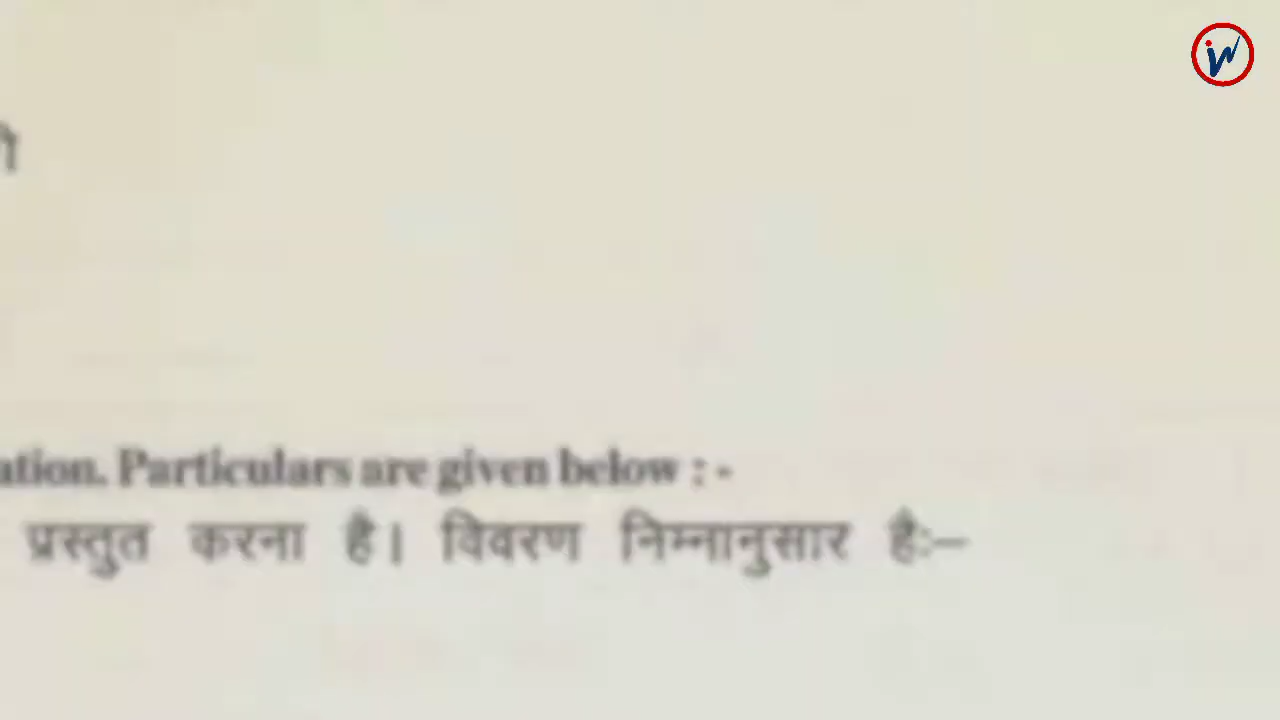 ation. Particulars are given below : -
प्रस्तुत करना है। विवरण निम्नानुसार है:–